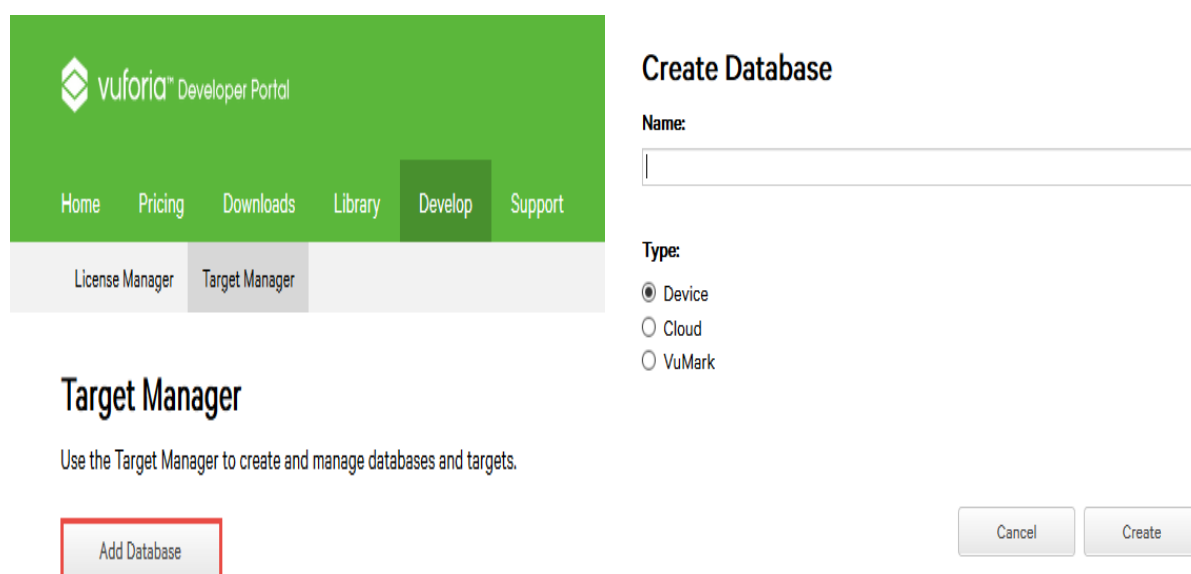 vuforia™ Developer Portal
Home Pricing Downloads Library Develop Support
License Manager Target Manager
Target Manager
Use the Target Manager to create and manage databases and targets.
Add Database
Create Database
Name:
Type:
Device
Cloud
VuMark
Cancel Create